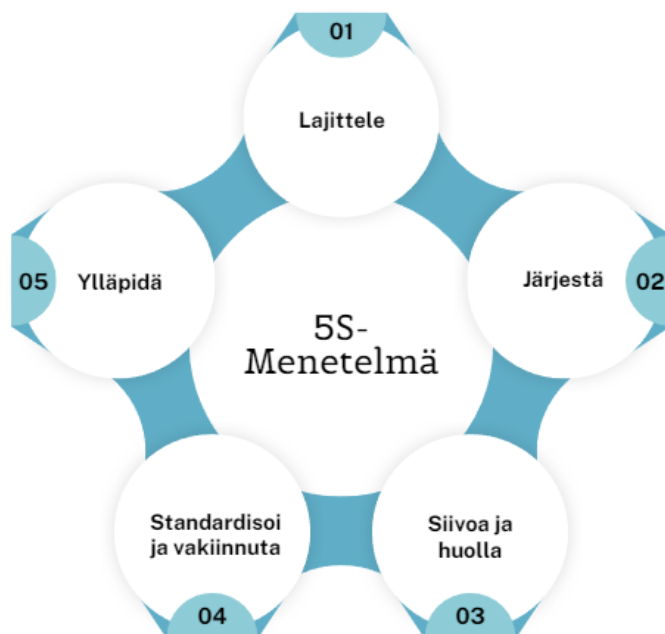 01
Lajittele
02
Järjestä
03
Siivoa ja
huolla
04
Standardisoi
ja vakiinnuta
05
Ylläpidä
5S-
Menetelmä